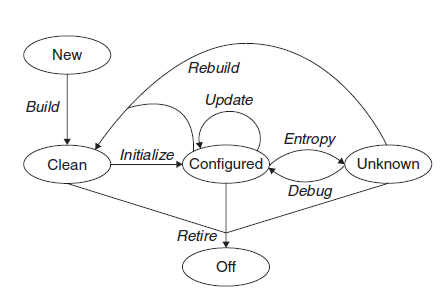 New
Rebuild
Build
Update
Entropy
Clean
Initialize
Configured
Unknown
Debug
Retire
Off